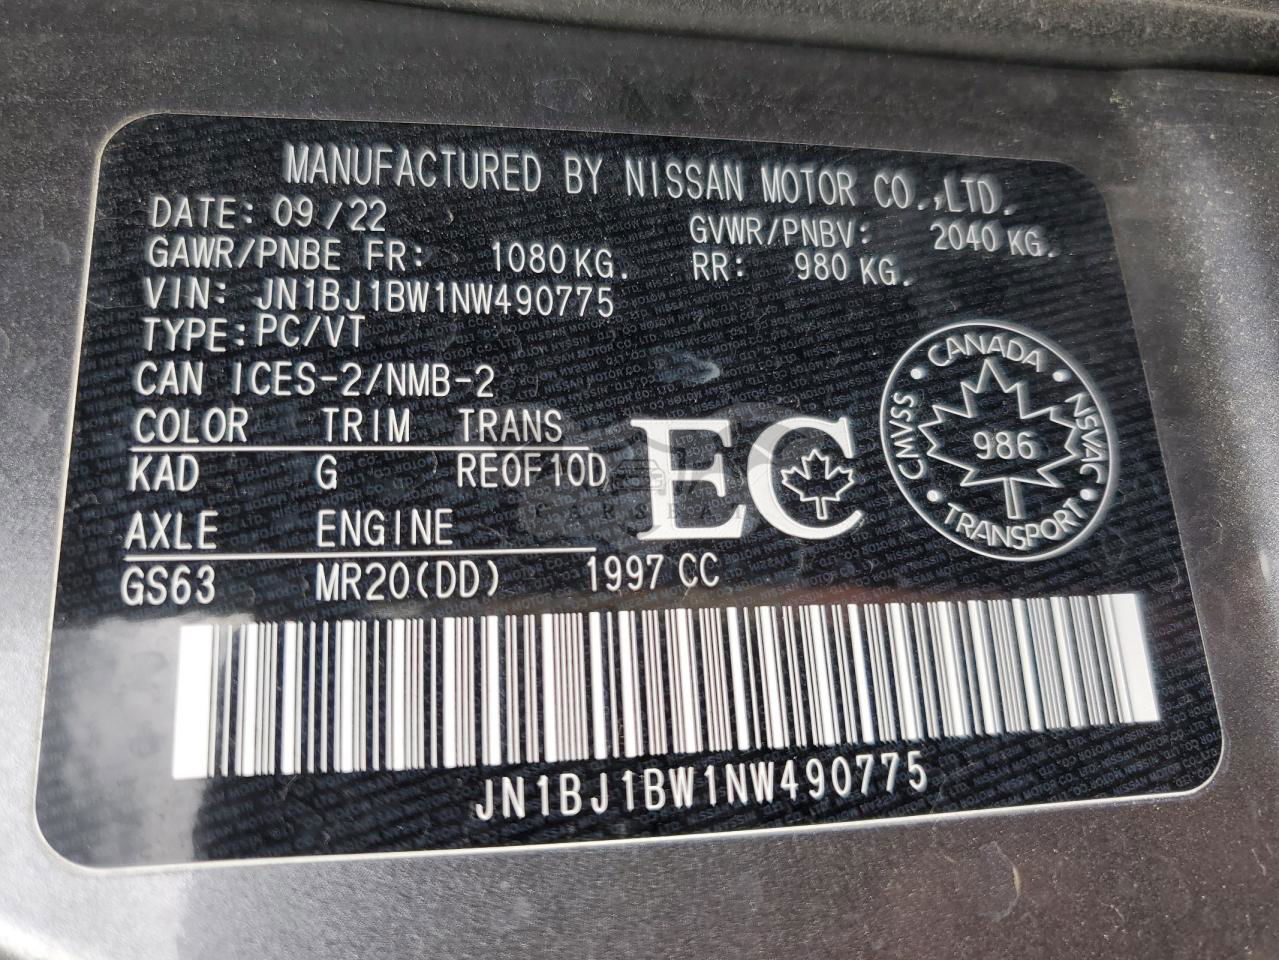 MANUFACTURED BY NISSAN MOTOR CO.,LTD.
DATE: 09/22 GVWR/PNBV: 2040 KG.
GAWR/PNBE FR: 1080 KG. RR: 980 KG.
VIN: JN1BJ1BW1NW490775
TYPE: PC/VT
CAN ICES-2/NMB-2
COLOR TRIM TRANS
KAD G RE0F10D
EC
AXLE ENGINE
GS63 MR20(DD) 1997 CC
CANADA
CMVSS 986 NSVAC
TRANSPORT
JN1BJ1BW1NW490775